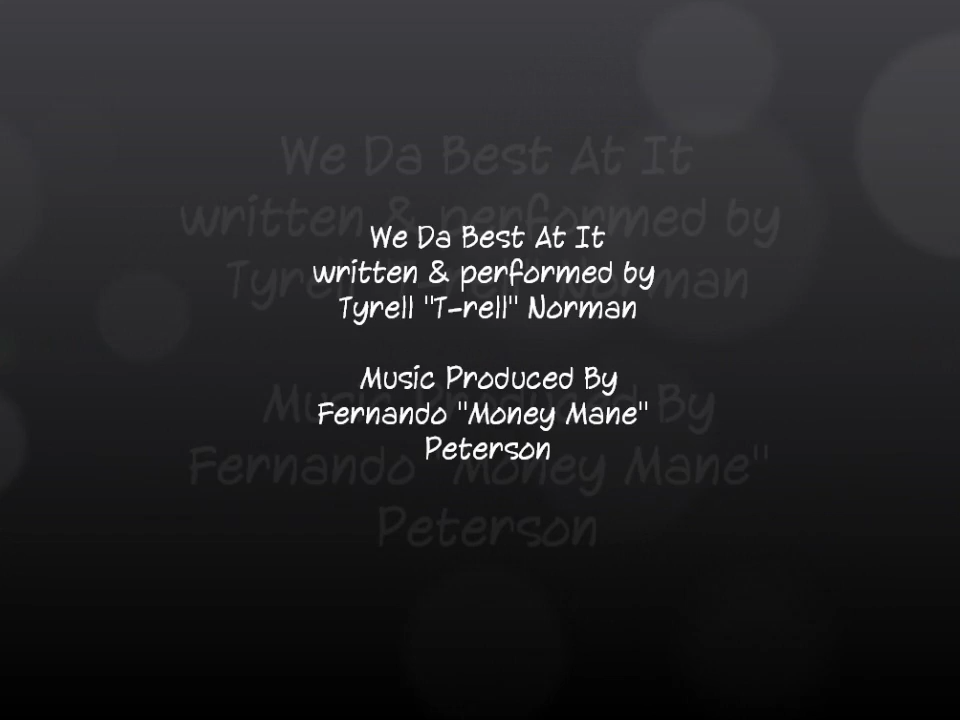 We Da Best At It
written & performed by
Tyrell "T-rell" Norman
Music Produced By
Fernando "Money Mane"
Peterson